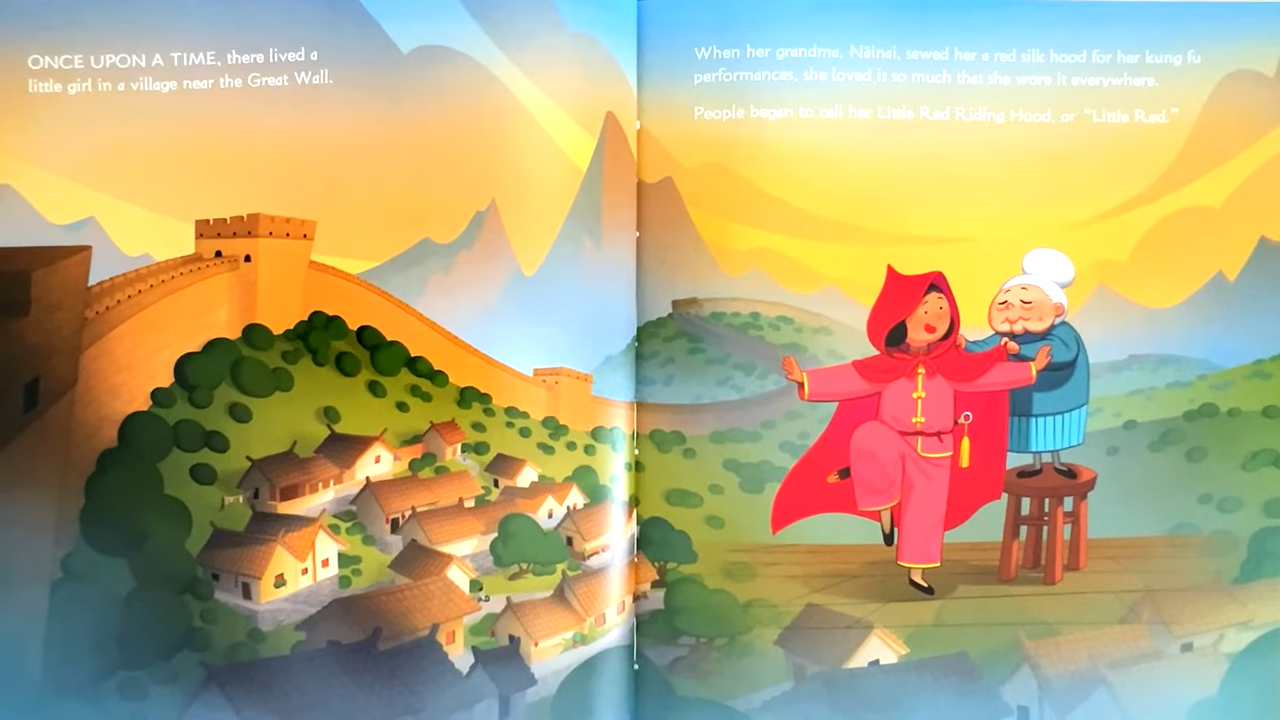 ONCE UPON A TIME, there lived a
little girl in a village near the Great Wall.
When her grandma, Nǎinai, sewed her a red silk hood for her kung fu
performances, she loved it so much that she wore it everywhere.
People began to call her Little Red Riding Hood, or “Little Red.”